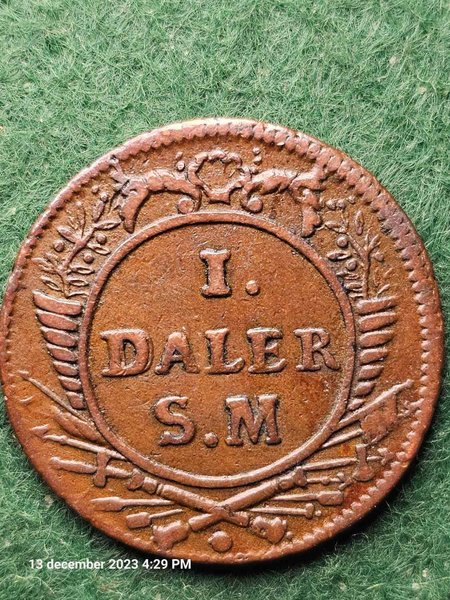 I.
DALER
S.M
13 december 2023 4:29 PM